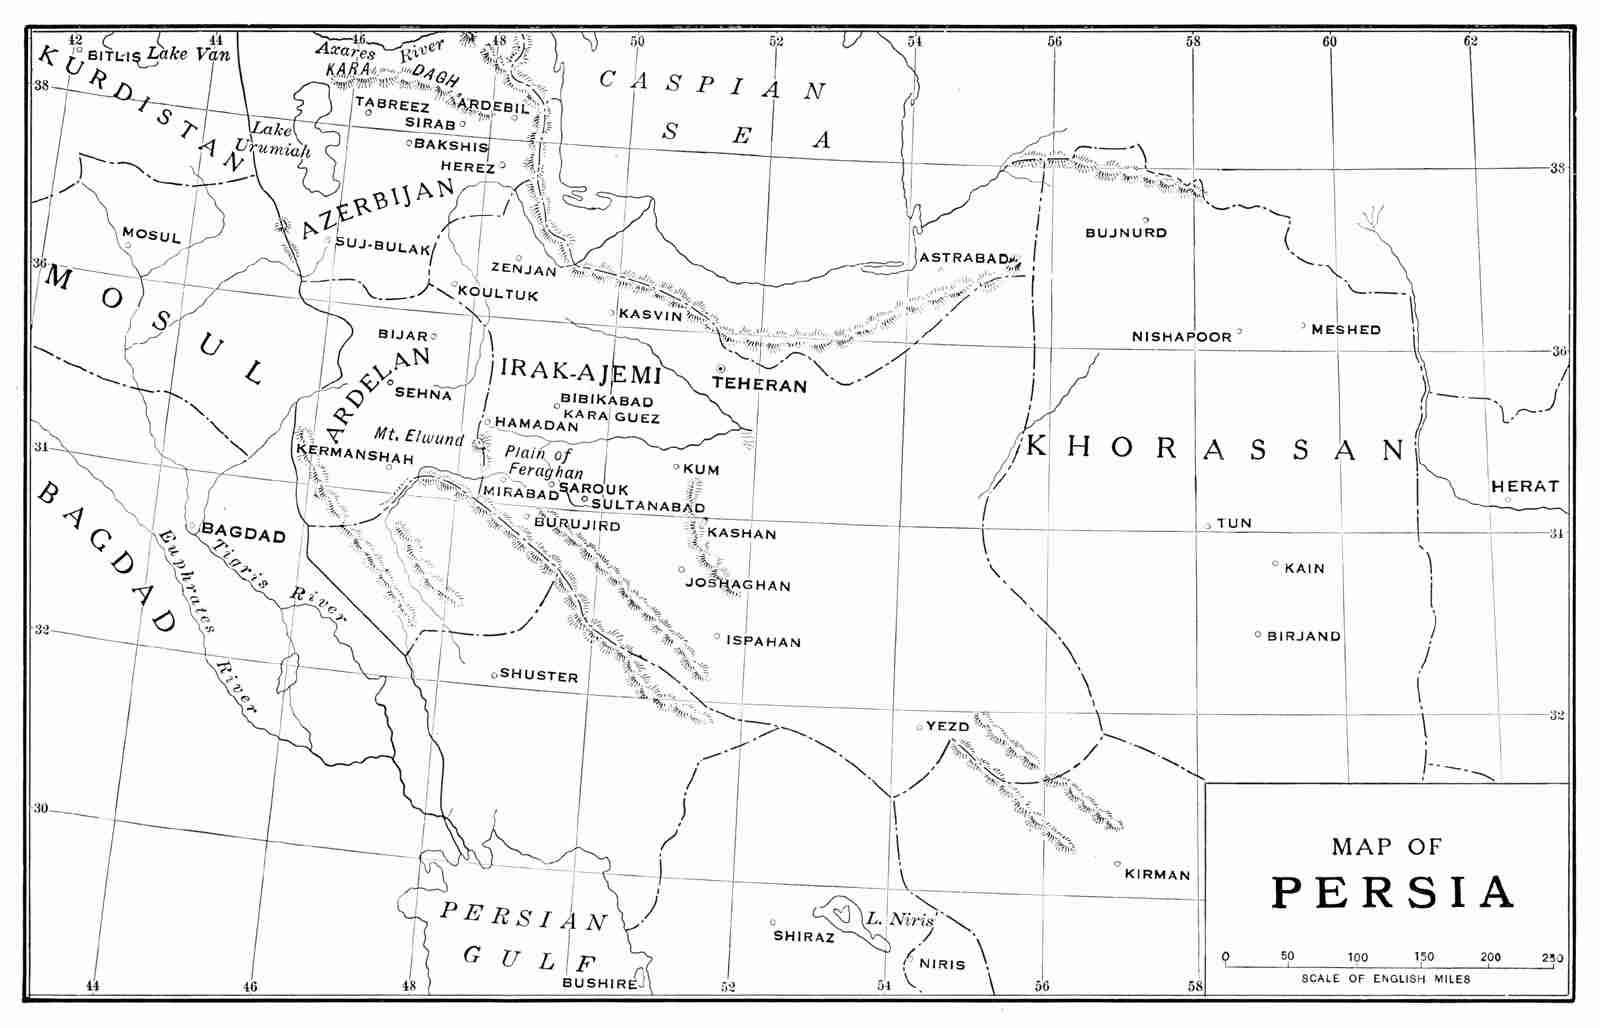 42 44 46 48 50 52 54 56 58 60 62
BITLIS Lake Van
Axares River
KURDISTAN
KARA DAGH
CASPIAN
SEA
38
TABREEZ
ARDEBIL
SIRAB
Lake
Urumiah
BAKSHIS
HEREZ
38
AZERBIJAN
MOSUL
SUJ-BULAK
BUJNURD
ASTRABAD
36
ZENJAN
KOULTUK
MOSUL
KASVIN
BIJAR
NISHAPOOR
MESHED
36
ARDELAN
IRAK-AJEMI
TEHERAN
SEHNA
BIBIKABAD
KARA GUEZ
HAMADAN
Mt. Elwund
KHORASSAN
31
KERMANSHAH
Plain of
Feraghan
KUM
MIRABAD
SAROUK
SULTANABAD
HERAT
BAGDAD
BURUJIRD
TUN
BAGDAD
KASHAN
31
Euphrates River
Tigris River
KAIN
JOSHAGHAN
32
ISPAHAN
BIRJAND
SHUSTER
YEZD
32
30
KIRMAN
PERSIAN
GULF
L. Niris
SHIRAZ
NIRIS
BUSHIRE
MAP OF
PERSIA
0 50 100 150 200 250
SCALE OF ENGLISH MILES
44 46 48 52 54 56 58